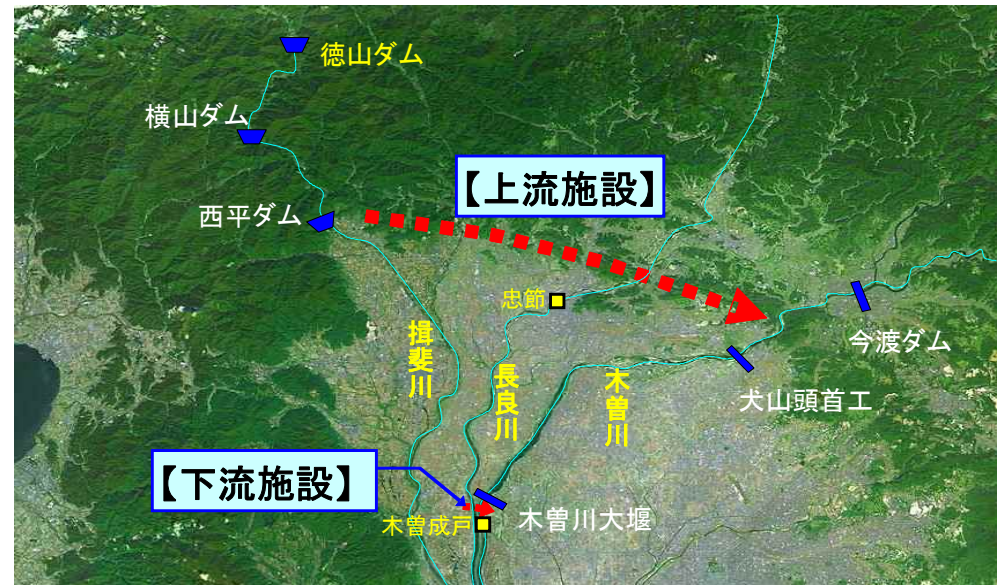 徳山ダム
横山ダム
西平ダム
【上流施設】
忠節
今渡ダム
犬山頭首工
揖斐川
長良川
木曽川
【下流施設】
木曽成戸
木曽川大堰